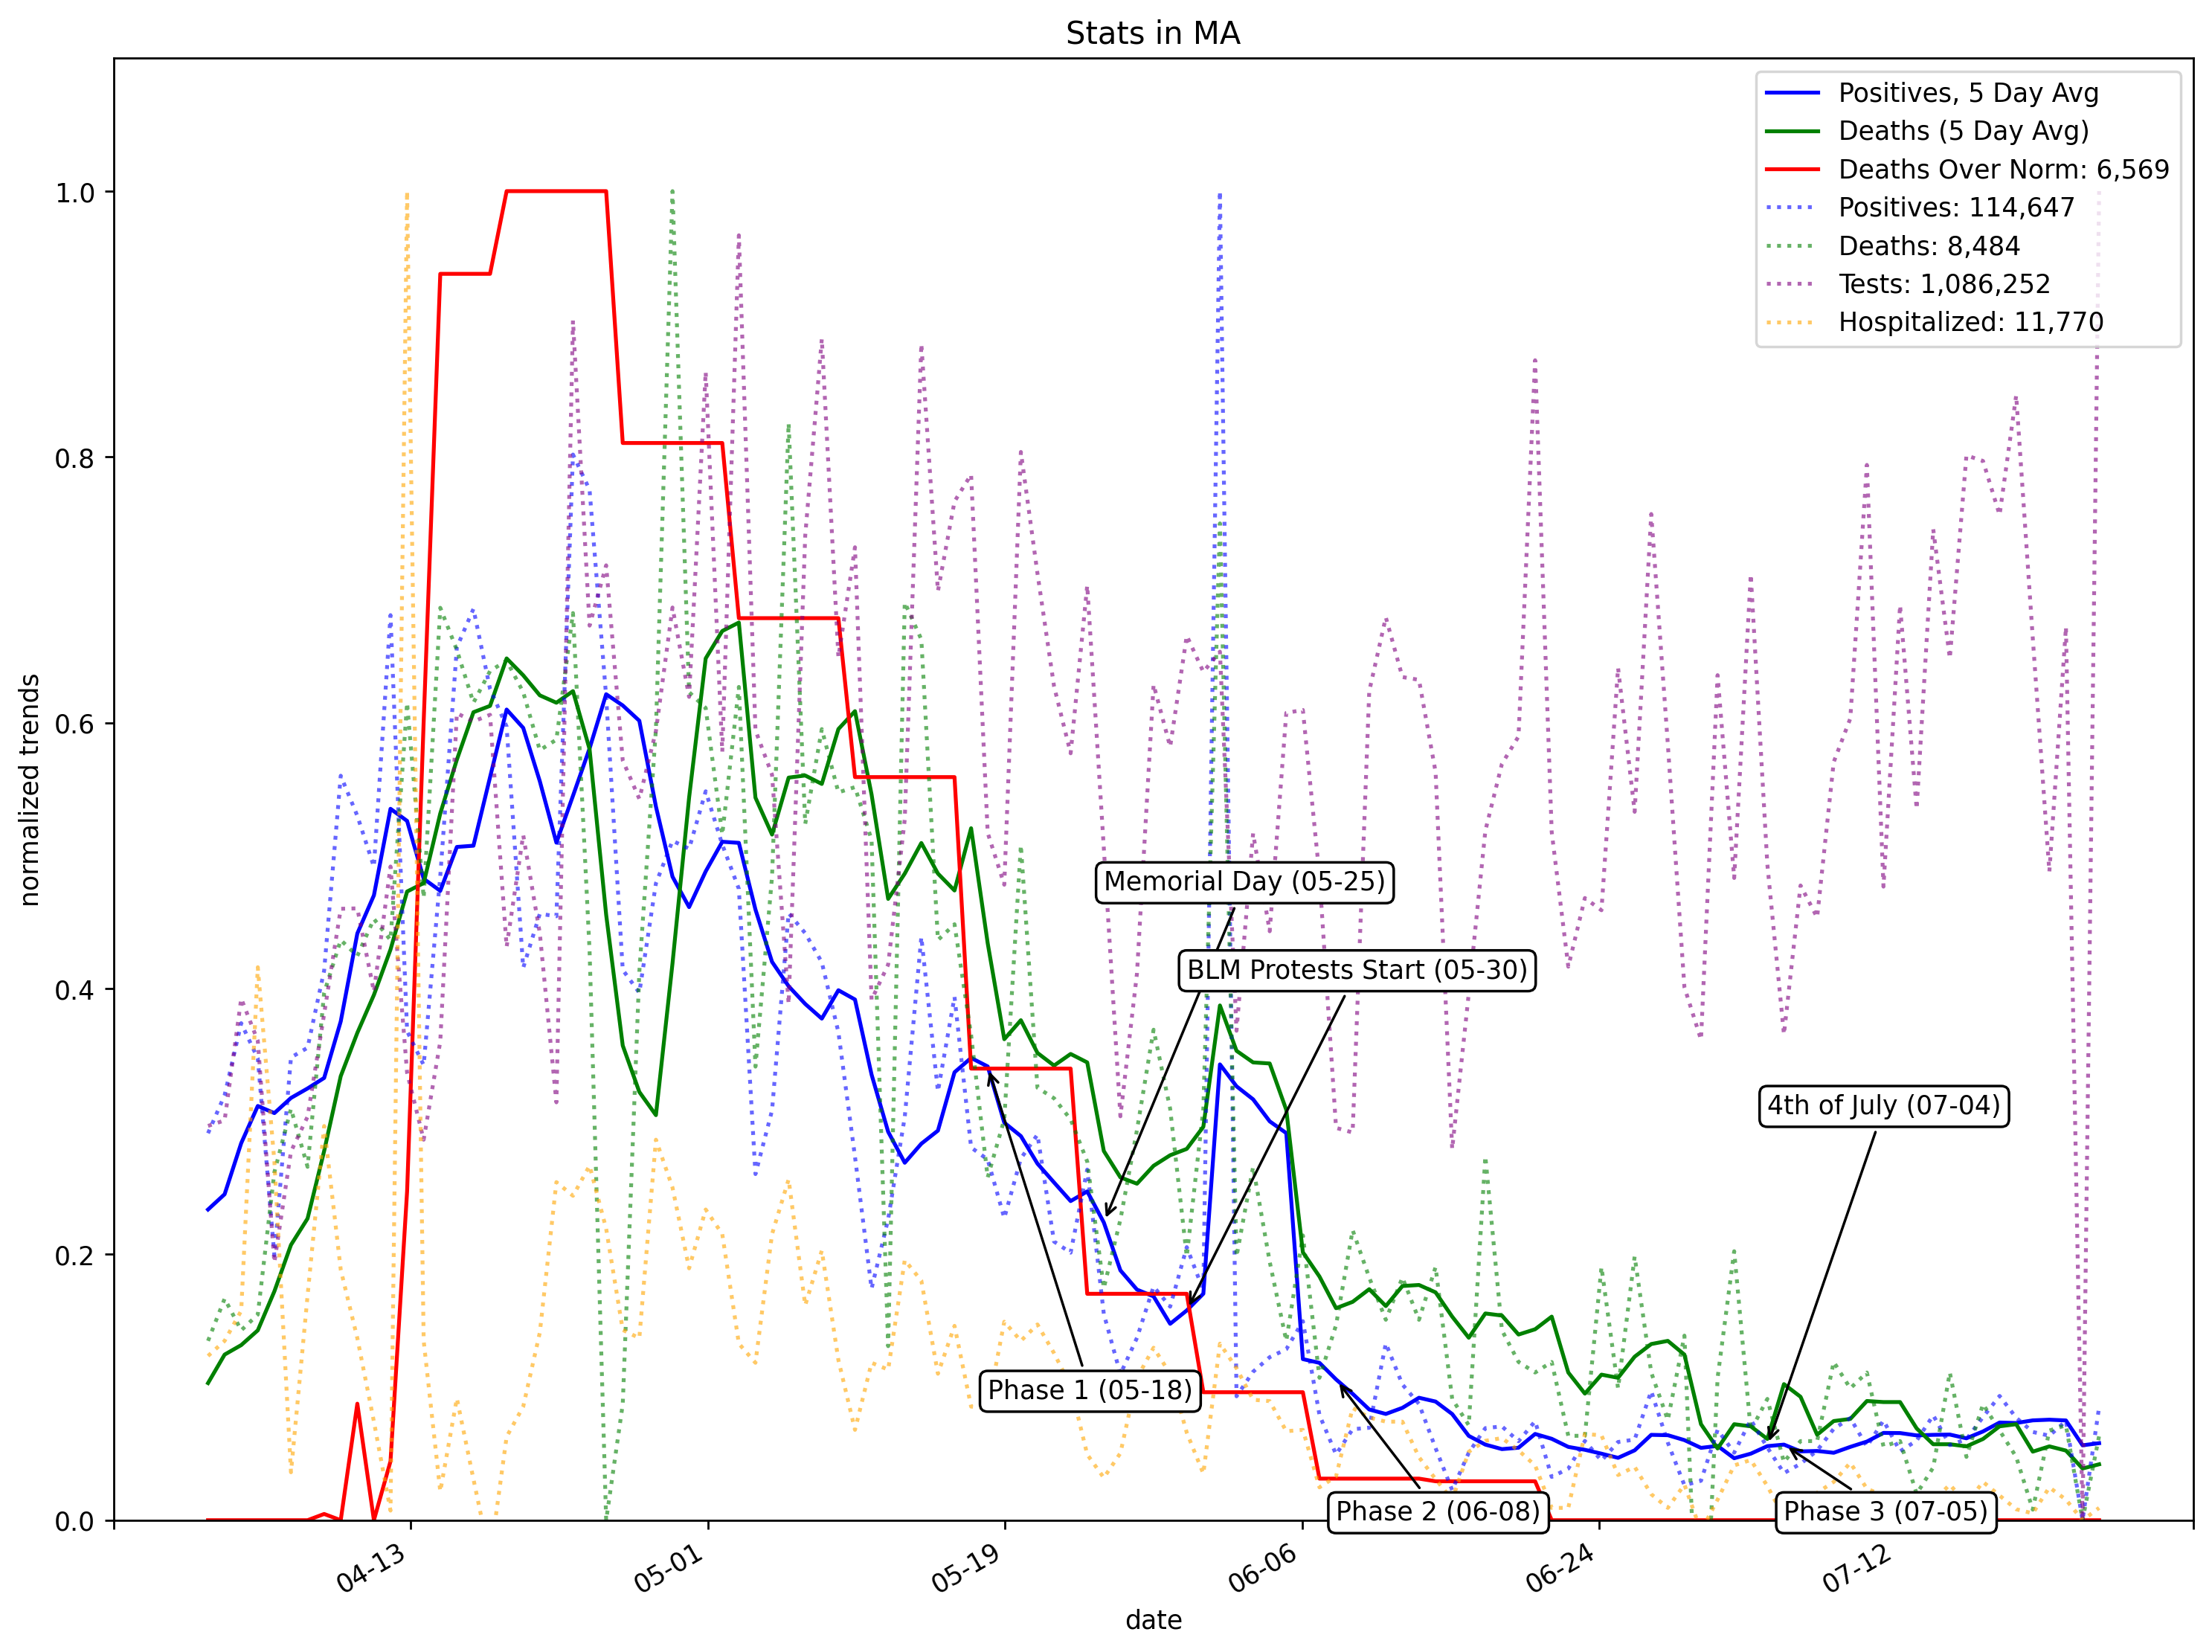 Stats in MA
Positives, 5 Day Avg
Deaths (5 Day Avg)
Deaths Over Norm: 6,569
Positives: 114,647
Deaths: 8,484
Tests: 1,086,252
Hospitalized: 11,770
1.0
0.8
0.6
0.4
0.2
0.0
normalized trends
Memorial Day (05-25)
BLM Protests Start (05-30)
4th of July (07-04)
Phase 1 (05-18)
Phase 2 (06-08)
Phase 3 (07-05)
04-13
05-01
05-19
06-06
06-24
07-12
date